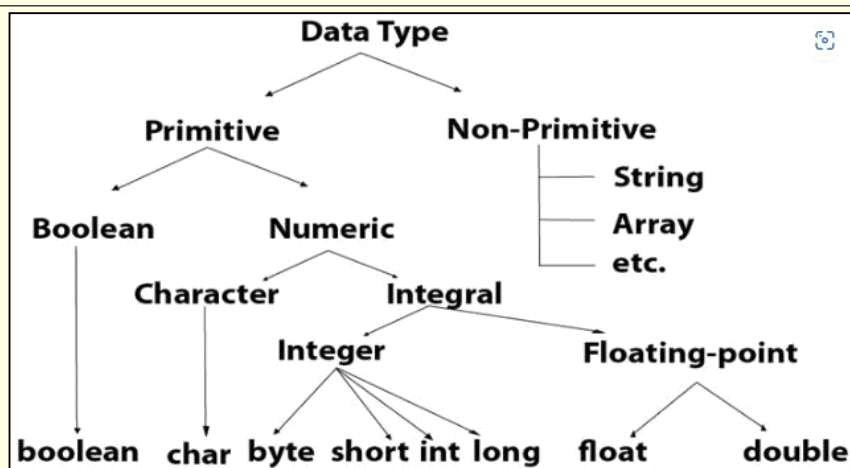 Data Type
Primitive
Non-Primitive
String
Boolean
Numeric
Array
etc.
Character
Integral
Integer
Floating-point
boolean char byte short int long float double